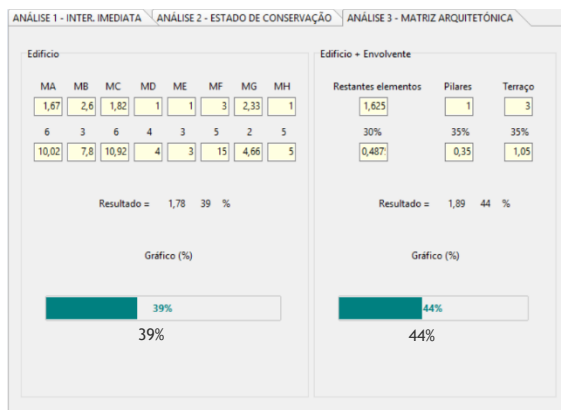 ANÁLISE 1 - INTER. IMEDIATA ANÁLISE 2 - ESTADO DE CONSERVAÇÃO ANÁLISE 3 - MATRIZ ARQUITETÓNICA
Edificio
MA MB MC MD ME MF MG MH
1,67 2,6 1,82 1 1 3 2,33 1
6 3 6 4 3 5 2 5
10,02 7,8 10,92 4 3 15 4,66 5
Resultado = 1,78 39 %
Gráfico (%)
39%
39%
Edificio + Envolvente
Restantes elementos Pilares Terraço
1,625 1 3
30% 35% 35%
0,487 0,35 1,05
Resultado = 1,89 44 %
Gráfico (%)
44%
44%